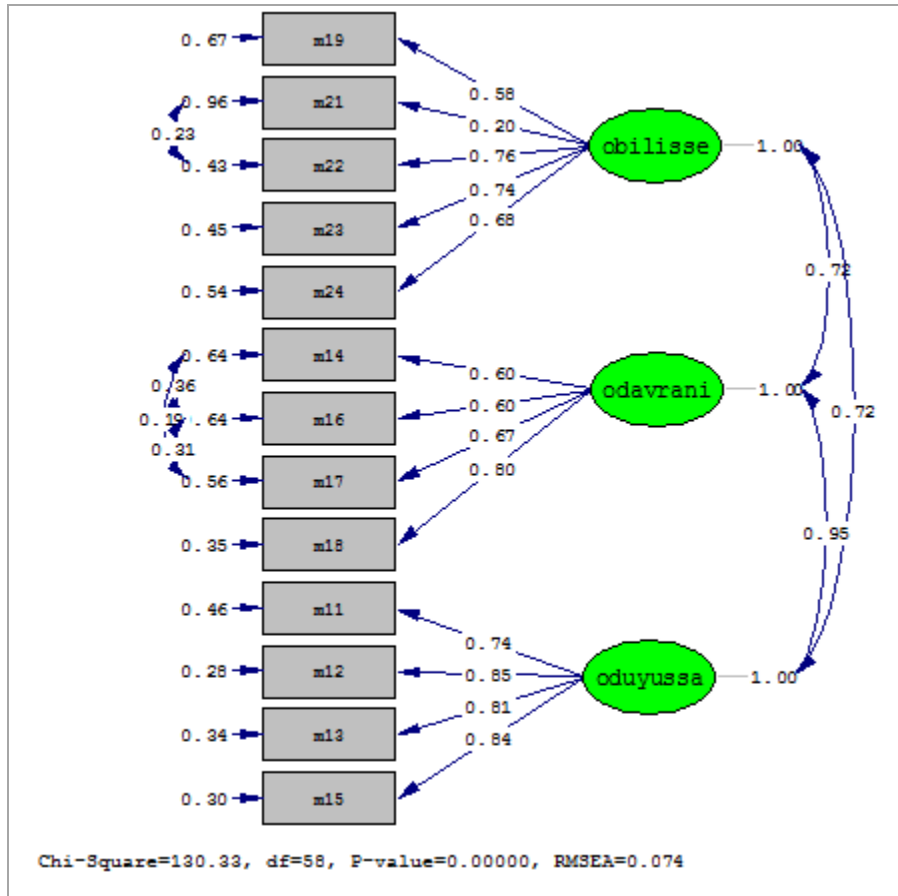 0.67 m19
0.58
0.96 m21
0.20
0.23
obilisse 1.00
0.43 m22
0.76
0.74
0.45 m23
0.68
0.54 m24
0.72
0.64 m14
0.36
0.60
odavrani 1.00
0.19 0.64 m16
0.60
0.72
0.67
0.31
0.80
0.56 m17
0.35 m18
0.95
0.46 m11
0.74
0.28 m12
0.85
oduyussa 1.00
0.81
0.34 m13
0.84
0.30 m15
Chi-Square=130.33, df=58, P-value=0.00000, RMSEA=0.074